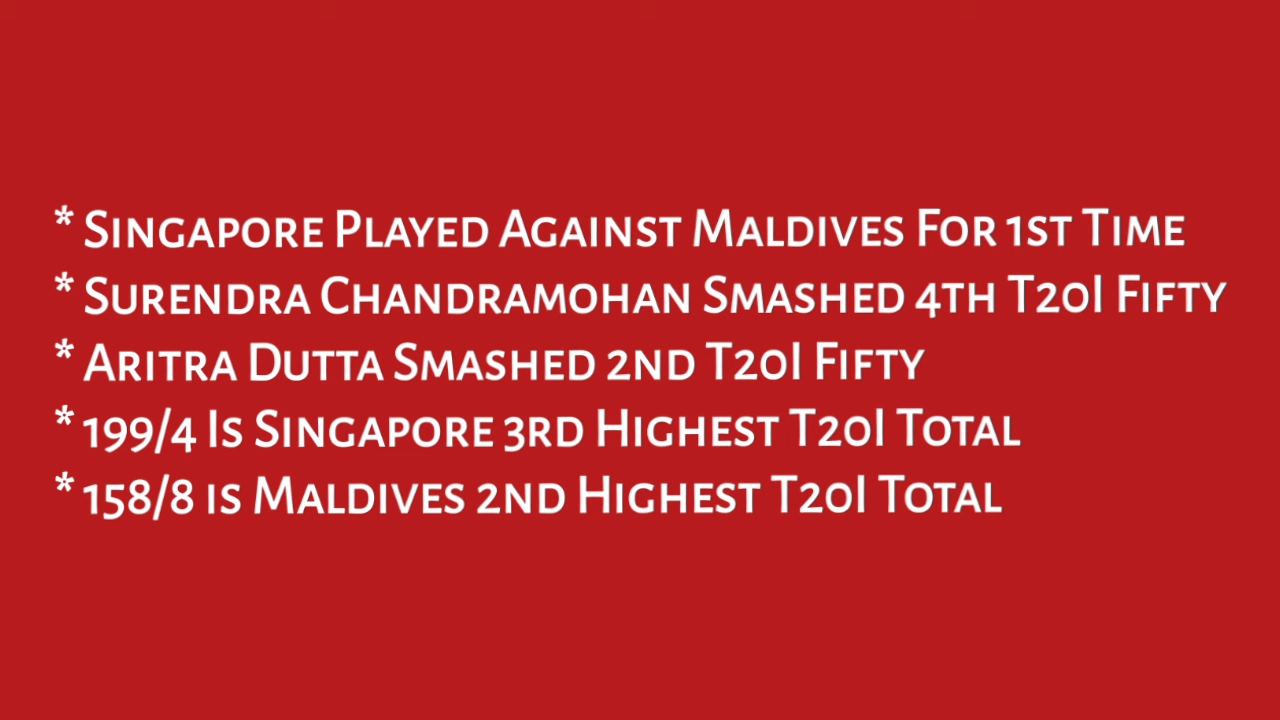 * Singapore Played Against Maldives For 1st Time
* Surendra Chandramohan Smashed 4th T20I Fifty
* Aritra Dutta Smashed 2nd T20I Fifty
* 199/4 Is Singapore 3rd Highest T20I Total
* 158/8 is Maldives 2nd Highest T20I Total